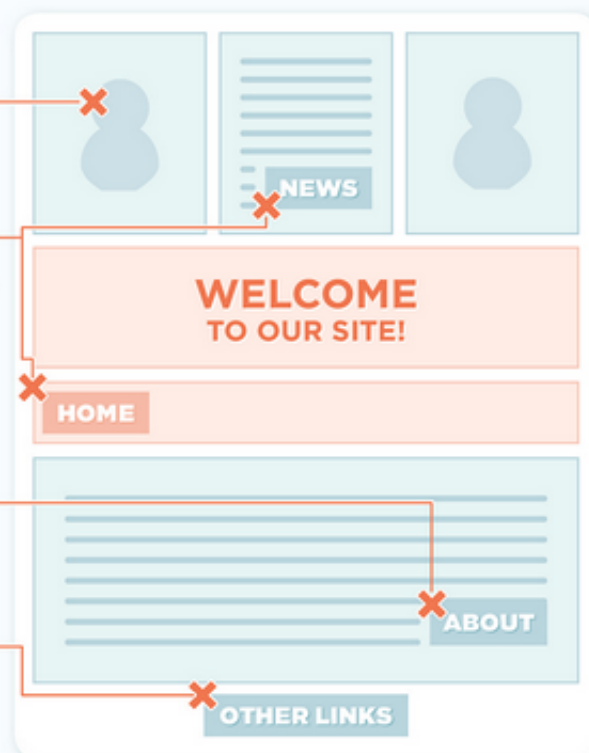 NEWS
WELCOME
TO OUR SITE!
HOME
ABOUT
OTHER LINKS